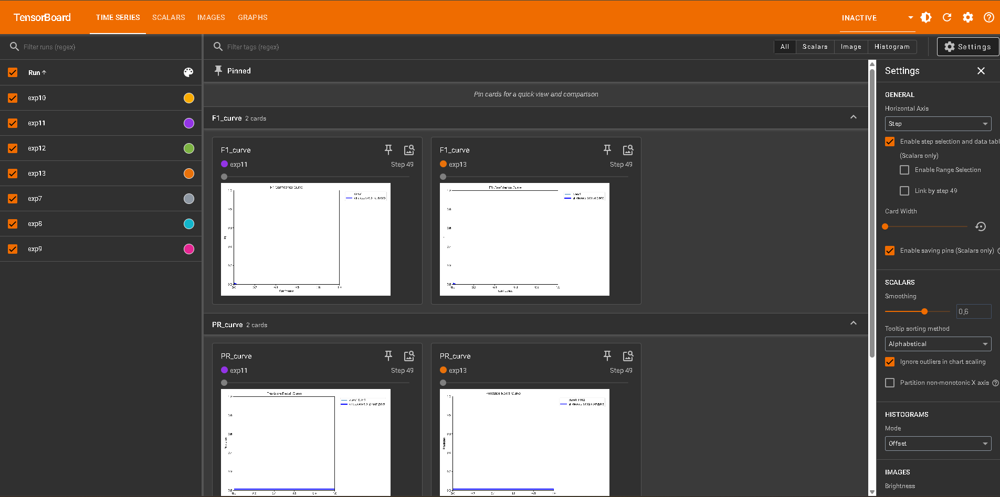 TensorBoard
TIME SERIES
SCALARS
IMAGES
GRAPHS
INACTIVE
Filter runs (regex)
Filter tags (regex)
All
Scalars
Image
Histogram
Settings
Run
exp10
exp11
exp12
exp13
exp7
exp8
exp9
Pinned
Pin cards for a quick view and comparison
F1_curve 2 cards
F1_curve
exp11
Step 49
F1-Confidence Curve
Confidence
F1_curve
exp13
Step 49
F1-Confidence Curve
Confidence
PR_curve 2 cards
PR_curve
exp11
Step 49
Precision-Recall Curve
PR_curve
exp13
Step 49
Precision-Recall Curve
Precision
Settings
GENERAL
Horizontal Axis
Step
Enable step selection and data tabl
(Scalars only)
Enable Range Selection
Link by step 49
Card Width
Enable saving pins (Scalars only)
SCALARS
Smoothing
0,6
Tooltip sorting method
Alphabetical
Ignore outliers in chart scaling
Partition non-monotonic X axis
HISTOGRAMS
Mode
Offset
IMAGES
Brightness